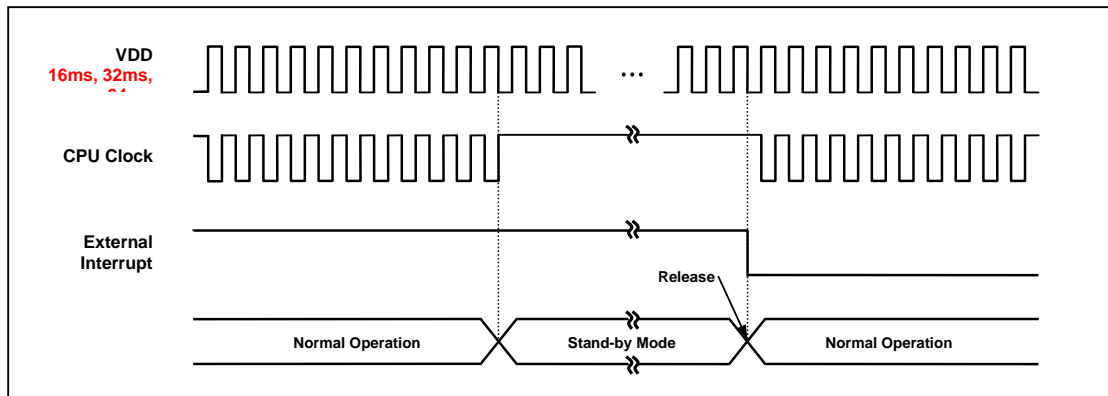 VDD
16ms, 32ms,
...
CPU Clock
External
Interrupt
Release
Normal Operation
Stand-by Mode
Normal Operation